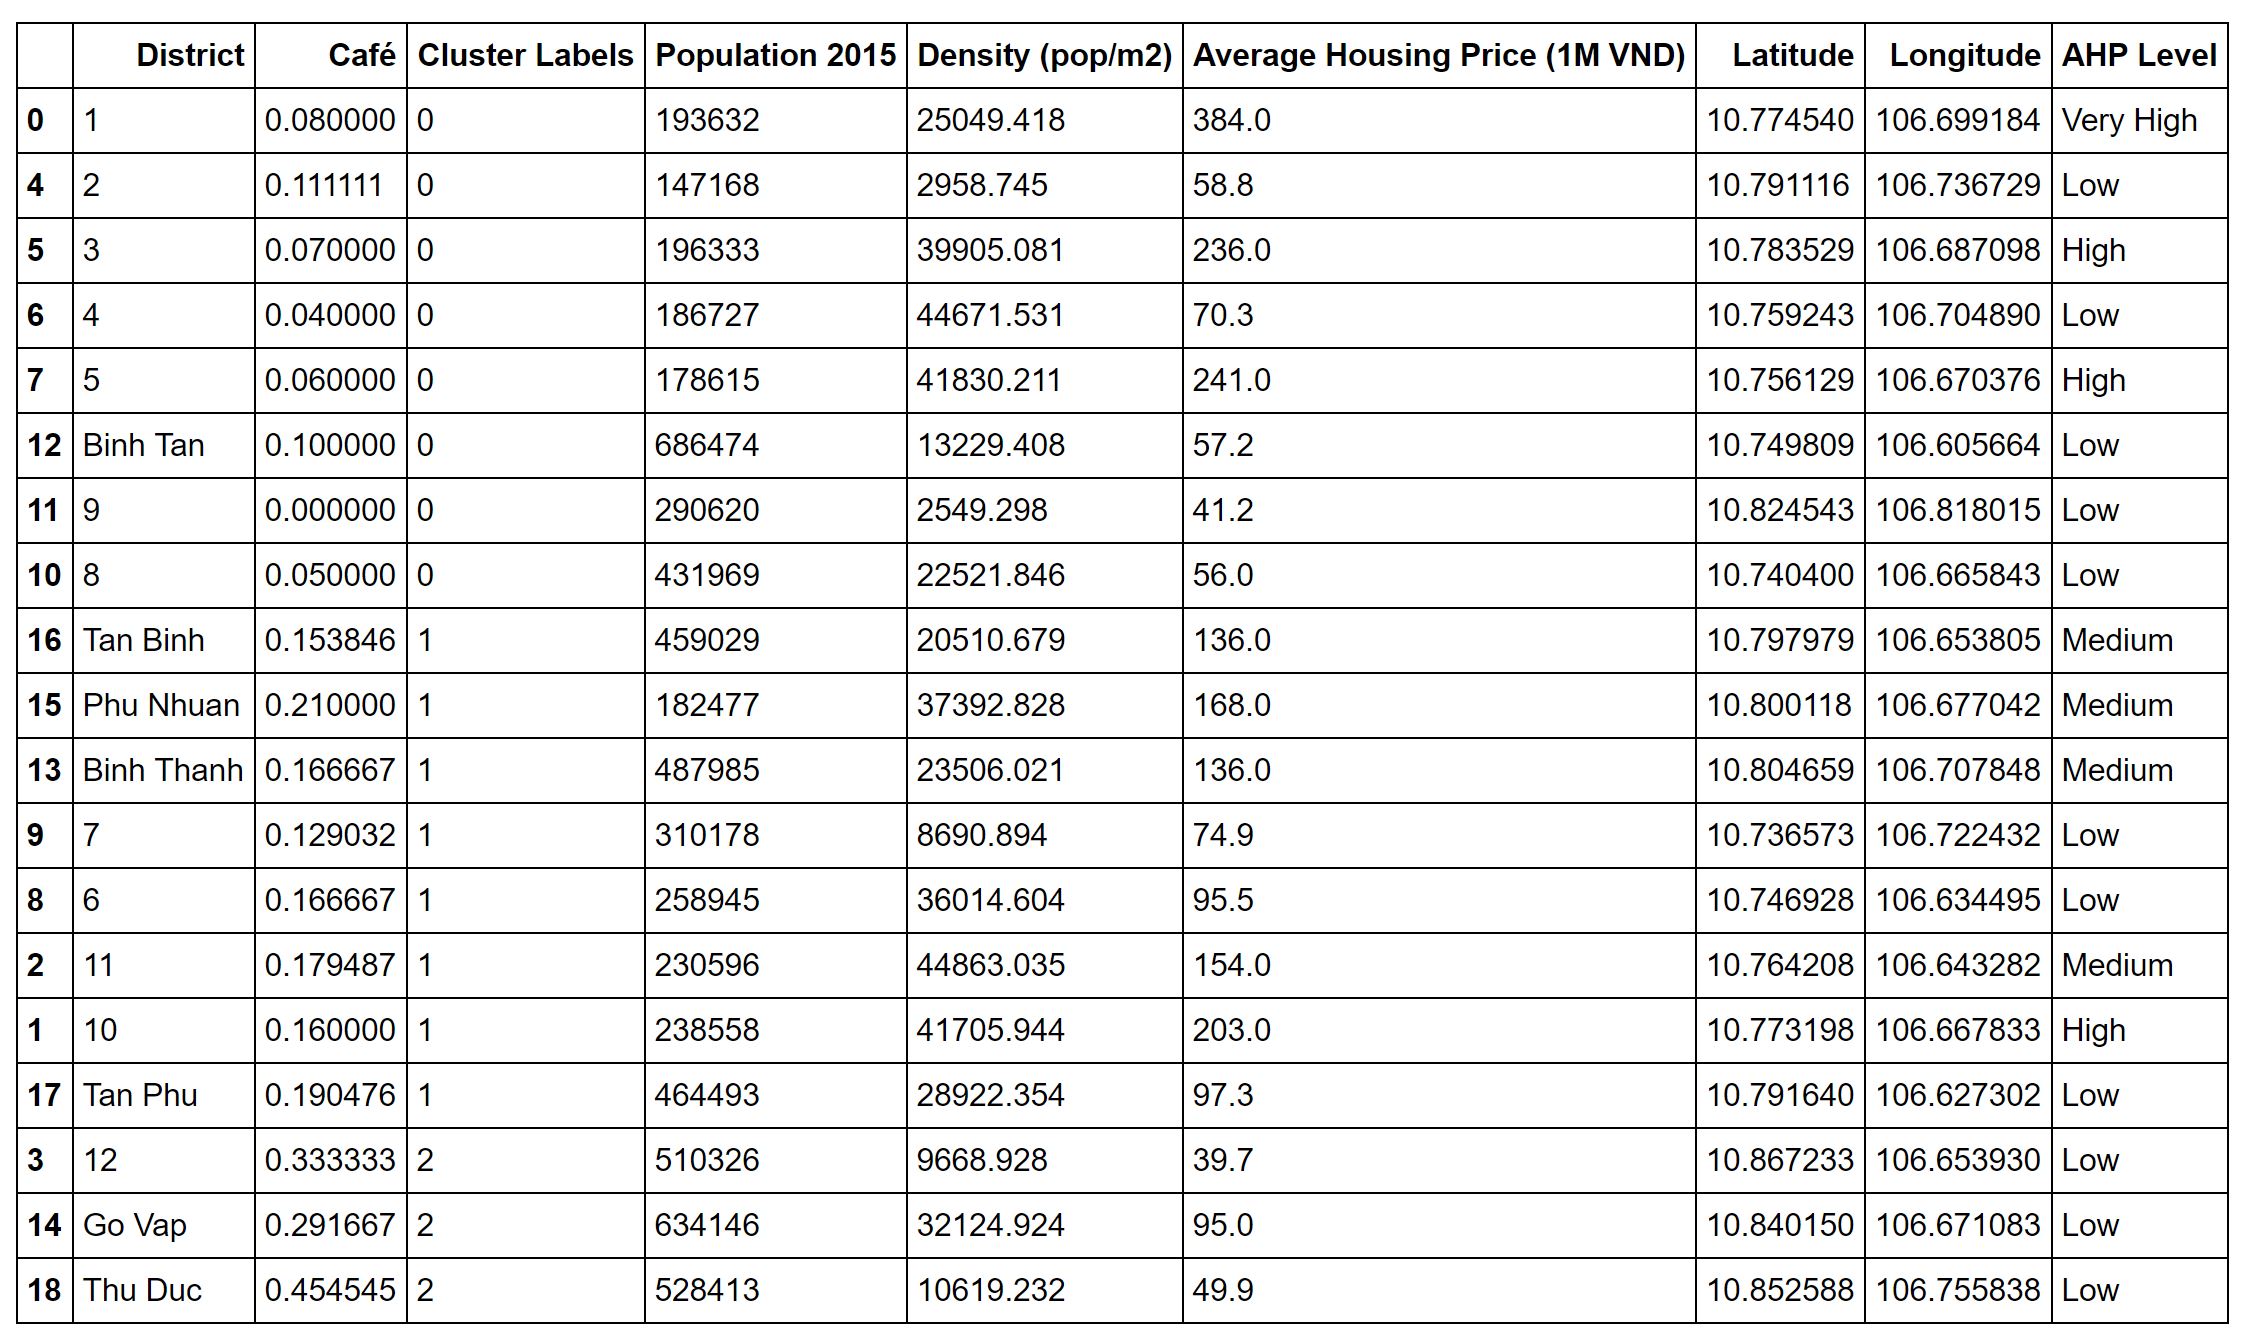 District Café Cluster Labels Population 2015 Density (pop/m2) Average Housing Price (1M VND) Latitude Longitude AHP Level
0 1 0.080000 0 193632 25049.418 384.0 10.774540 106.699184 Very High
4 2 0.111111 0 147168 2958.745 58.8 10.791116 106.736729 Low
5 3 0.070000 0 196333 39905.081 236.0 10.783529 106.687098 High
6 4 0.040000 0 186727 44671.531 70.3 10.759243 106.704890 Low
7 5 0.060000 0 178615 41830.211 241.0 10.756129 106.670376 High
12 Binh Tan 0.100000 0 686474 13229.408 57.2 10.749809 106.605664 Low
11 9 0.000000 0 290620 2549.298 41.2 10.824543 106.818015 Low
10 8 0.050000 0 431969 22521.846 56.0 10.740400 106.665843 Low
16 Tan Binh 0.153846 1 459029 20510.679 136.0 10.797979 106.653805 Medium
15 Phu Nhuan 0.210000 1 182477 37392.828 168.0 10.800118 106.677042 Medium
13 Binh Thanh 0.166667 1 487985 23506.021 136.0 10.804659 106.707848 Medium
9 7 0.129032 1 310178 8690.894 74.9 10.736573 106.722432 Low
8 6 0.166667 1 258945 36014.604 95.5 10.746928 106.634495 Low
2 11 0.179487 1 230596 44863.035 154.0 10.764208 106.643282 Medium
1 10 0.160000 1 238558 41705.944 203.0 10.773198 106.667833 High
17 Tan Phu 0.190476 1 464493 28922.354 97.3 10.791640 106.627302 Low
3 12 0.333333 2 510326 9668.928 39.7 10.867233 106.653930 Low
14 Go Vap 0.291667 2 634146 32124.924 95.0 10.840150 106.671083 Low
18 Thu Duc 0.454545 2 528413 10619.232 49.9 10.852588 106.755838 Low